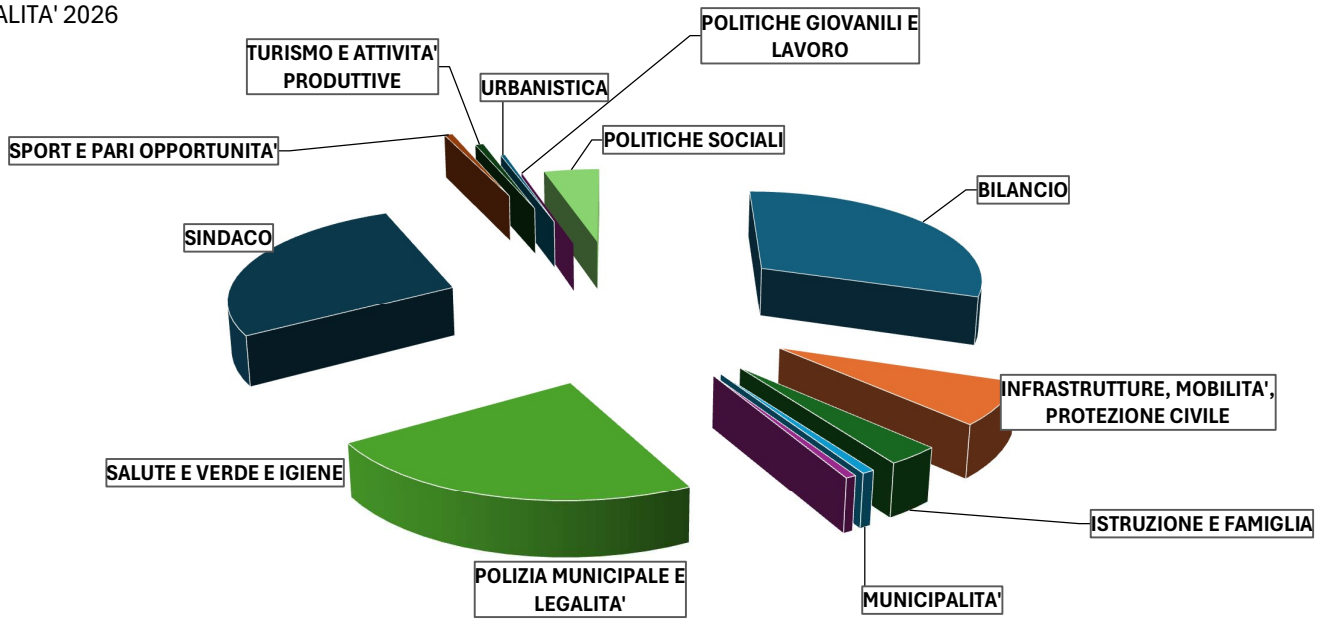 ALITA' 2026
POLITICHE GIOVANILI E
LAVORO
TURISMO E ATTIVITA'
PRODUTTIVE
URBANISTICA
SPORT E PARI OPPORTUNITA'
POLITICHE SOCIALI
BILANCIO
SINDACO
INFRASTRUTTURE, MOBILITA',
PROTEZIONE CIVILE
SALUTE E VERDE E IGIENE
ISTRUZIONE E FAMIGLIA
POLIZIA MUNICIPALE E
LEGALITA'
MUNICIPALITA'